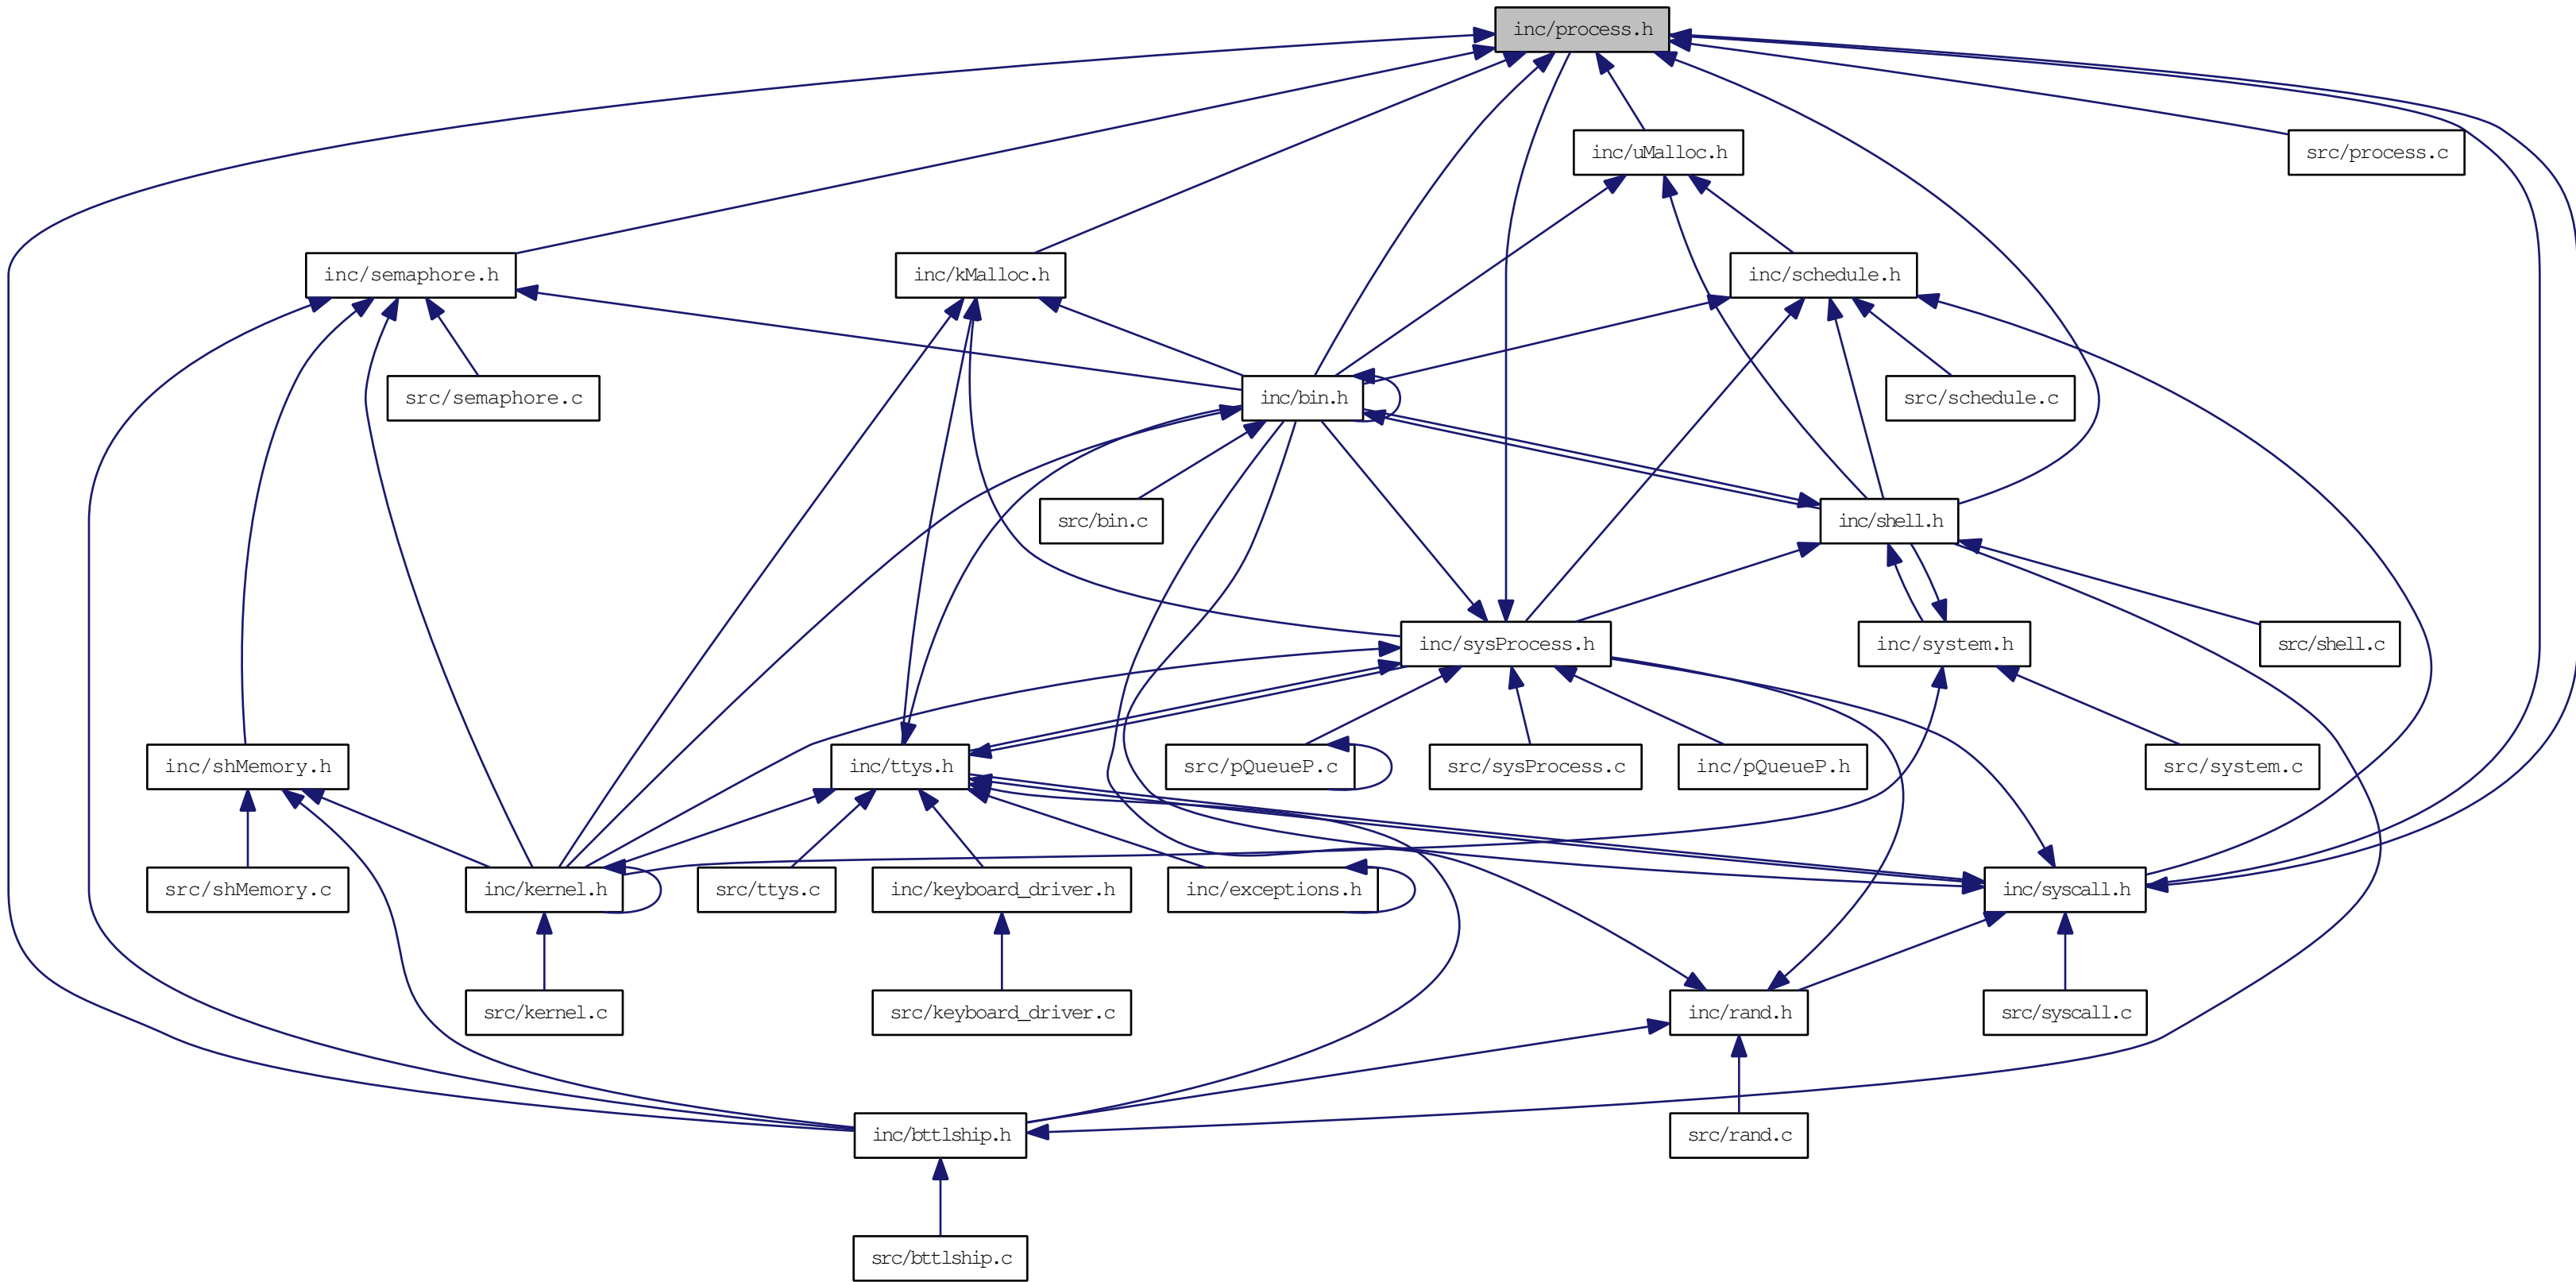 inc/process.h
inc/uMalloc.h
src/process.c
inc/semaphore.h
inc/kMalloc.h
inc/schedule.h
src/semaphore.c
inc/bin.h
src/schedule.c
src/bin.c
inc/shell.h
inc/sysProcess.h
inc/system.h
src/shell.c
inc/shMemory.h
inc/ttys.h
src/pQueueP.c
src/sysProcess.c
inc/pQueueP.h
src/system.c
src/shMemory.c
inc/kernel.h
src/ttys.c
inc/keyboard_driver.h
inc/exceptions.h
inc/syscall.h
src/kernel.c
src/keyboard_driver.c
inc/rand.h
src/syscall.c
inc/bttlship.h
src/rand.c
src/bttlship.c